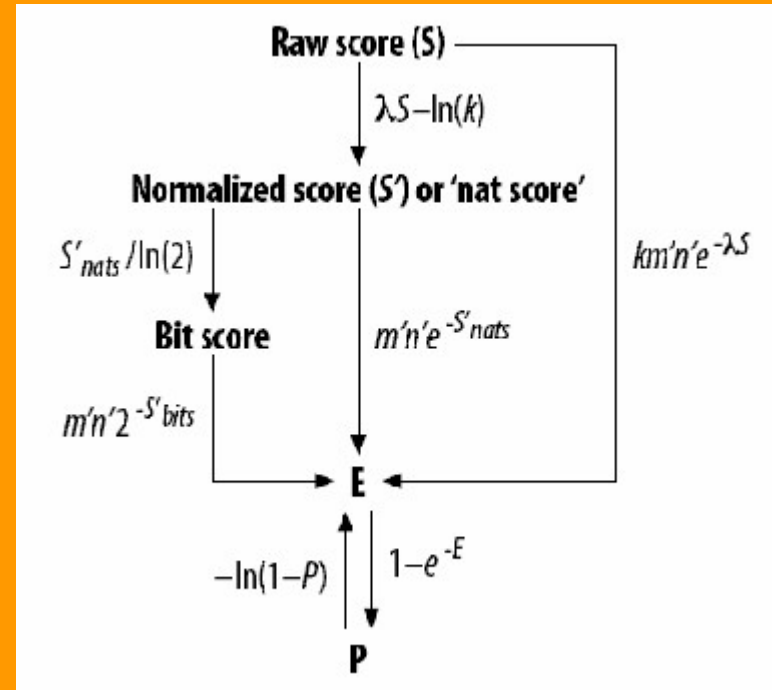 Raw score (S)
λS–ln(k)
Normalized score (S′) or ‘nat score’
S′nats/ln(2)
km′n′e-λS
Bit score
m′n′e-S′nats
m′n′2-S′bits
E
–ln(1–P)
1–e-E
P